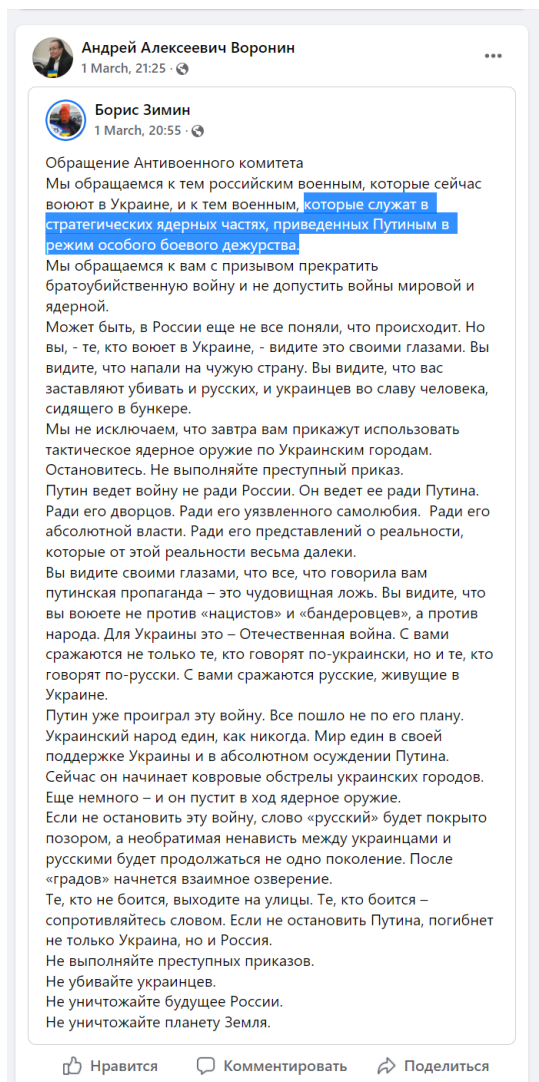 Андрей Алексеевич Воронин
1 March, 21:25 ·
Борис Зимин
1 March, 20:55 ·
Обращение Антивоенного комитета
Мы обращаемся к тем российским военным, которые сейчас
воюют в Украине, и к тем военным, которые служат в
стратегических ядерных частях, приведенных Путиным в
режим особого боевого дежурства.
Мы обращаемся к вам с призывом прекратить
братоубийственную войну и не допустить войны мировой и
ядерной.
Может быть, в России еще не все поняли, что происходит. Но
вы, - те, кто воюет в Украине, - видите это своими глазами. Вы
видите, что напали на чужую страну. Вы видите, что вас
заставляют убивать и русских, и украинцев во славу человека,
сидящего в бункере.
Мы не исключаем, что завтра вам прикажут использовать
тактическое ядерное оружие по Украинским городам.
Остановитесь. Не выполняйте преступный приказ.
Путин ведет войну не ради России. Он ведет ее ради Путина.
Ради его дворцов. Ради его уязвленного самолюбия. Ради его
абсолютной власти. Ради его представлений о реальности,
которые от этой реальности весьма далеки.
Вы видите своими глазами, что все, что говорила вам
путинская пропаганда – это чудовищная ложь. Вы видите, что
вы воюете не против «нацистов» и «бандеровцев», а против
народа. Для Украины это – Отечественная война. С вами
сражаются не только те, кто говорят по-украински, но и те, кто
говорят по-русски. С вами сражаются русские, живущие в
Украине.
Путин уже проиграл эту войну. Все пошло не по его плану.
Украинский народ един, как никогда. Мир един в своей
поддержке Украины и в абсолютном осуждении Путина.
Сейчас он начинает ковровые обстрелы украинских городов.
Еще немного – и он пустит в ход ядерное оружие.
Если не остановить эту войну, слово «русский» будет покрыто
позором, а необратимая ненависть между украинцами и
русскими будет продолжаться не одно поколение. После
«градов» начнется взаимное озверение.
Те, кто не боится, выходите на улицы. Те, кто боится –
сопротивляйтесь словом. Если не остановить Путина, погибнет
не только Украина, но и Россия.
Не выполняйте преступных приказов.
Не убивайте украинцев.
Не уничтожайте будущее России.
Не уничтожайте планету Земля.
Нравится Комментировать Поделиться